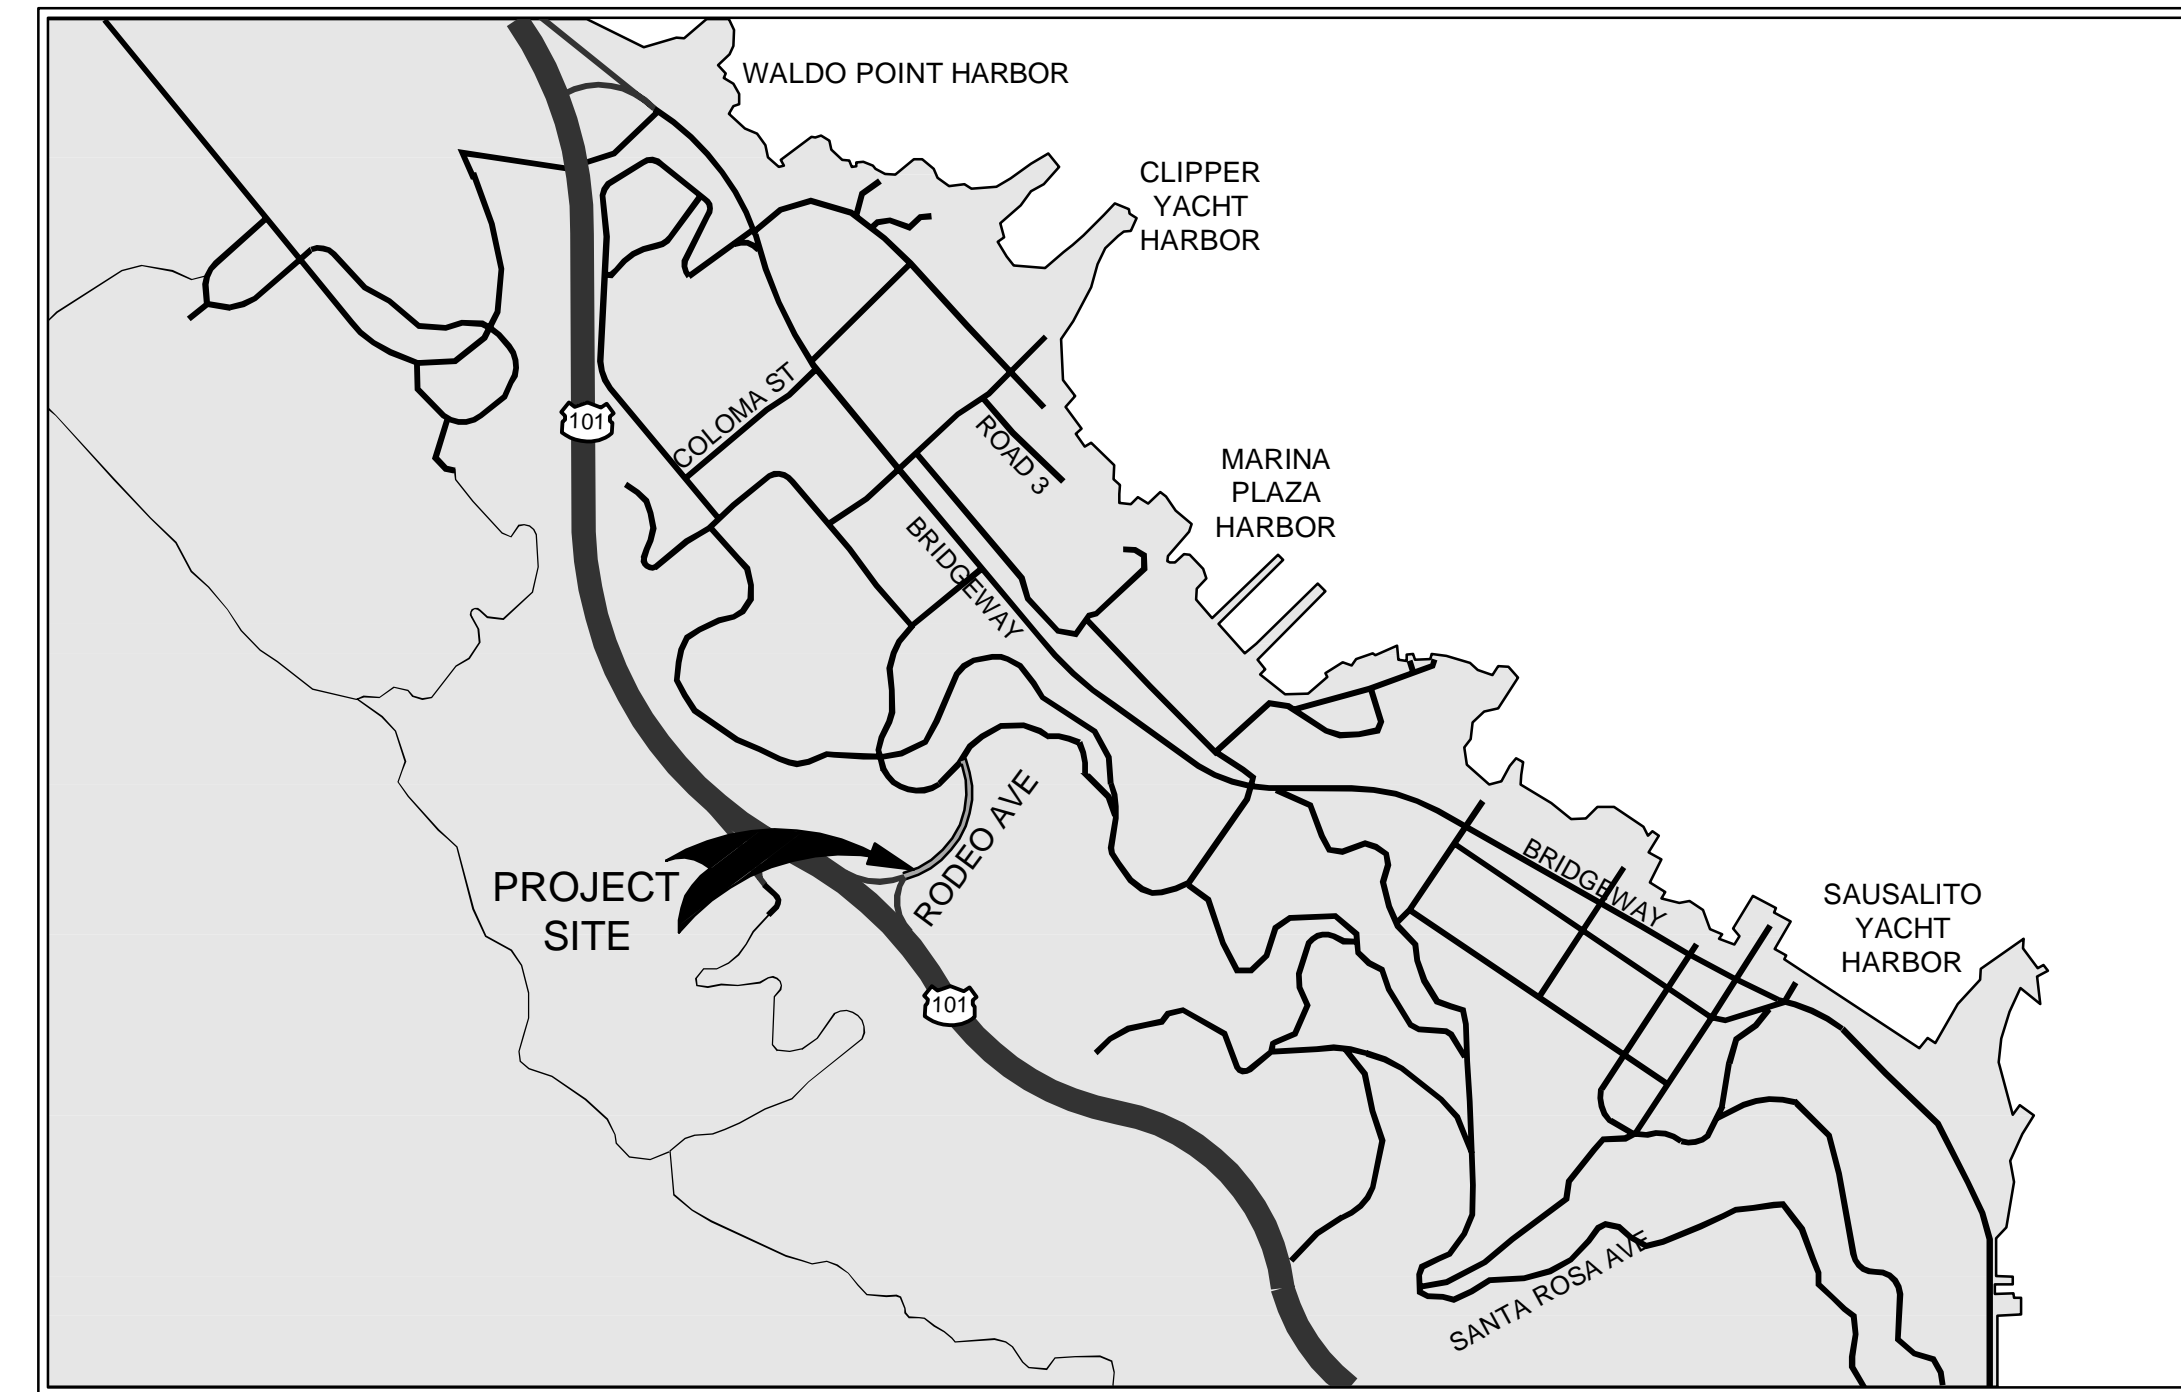 WALDO POINT HARBOR
CLIPPER
YACHT
HARBOR
COLOMA ST
101
ROAD 3
MARINA
PLAZA
HARBOR
BRIDGEWAY
RODEO AVE
PROJECT
SITE
BRIDGEWAY
SAUSALITO
YACHT
HARBOR
101
SANTA ROSA AVE